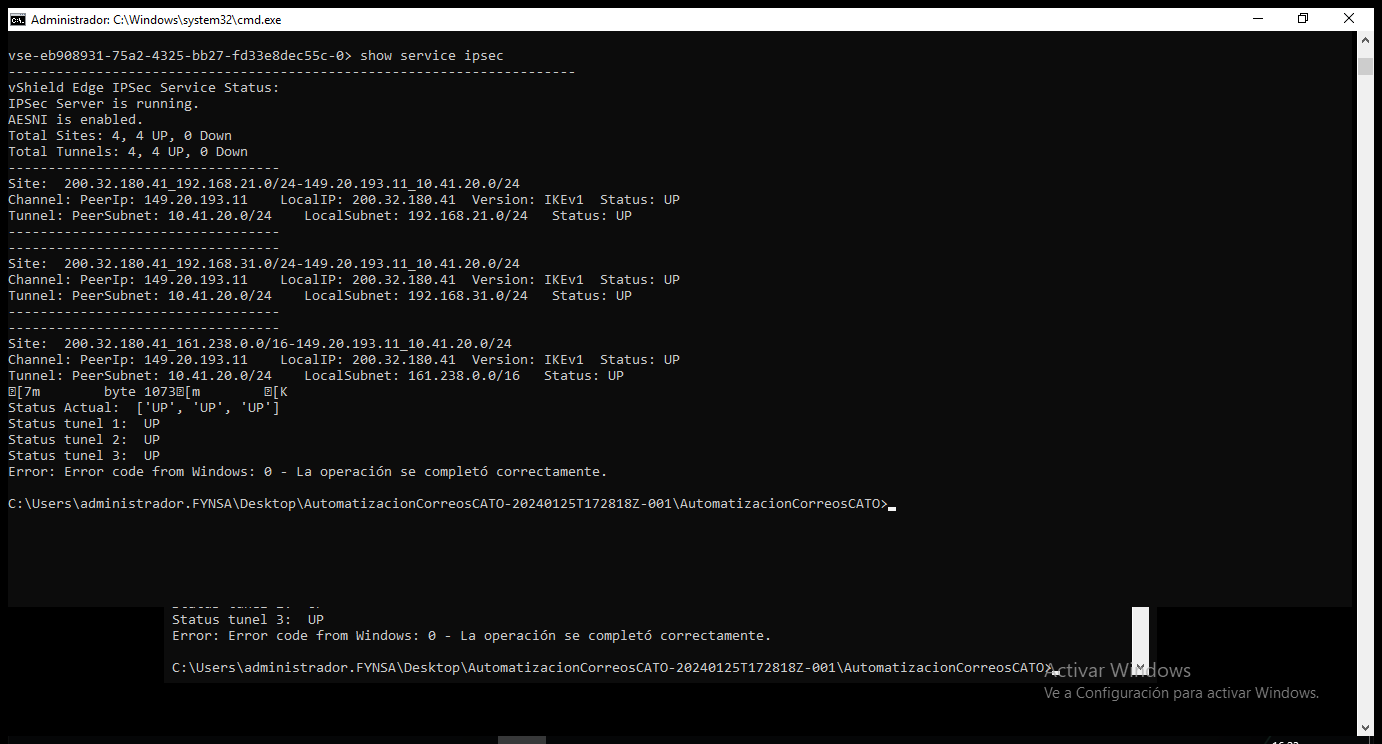 Administrador: C:\Windows\system32\cmd.exe
vse-eb908931-75a2-4325-bb27-fd33e8dec55c-0> show service ipsec
-----------------------------------------------------------------------
vShield Edge IPSec Service Status:
IPSec Server is running.
AESNI is enabled.
Total Sites: 4, 4 UP, 0 Down
Total Tunnels: 4, 4 UP, 0 Down
----------------------------------
Site:  200.32.180.41_192.168.21.0/24-149.20.193.11_10.41.20.0/24
Channel: PeerIp: 149.20.193.11    LocalIP: 200.32.180.41  Version: IKEv1  Status: UP
Tunnel: PeerSubnet: 10.41.20.0/24    LocalSubnet: 192.168.21.0/24   Status: UP
----------------------------------
----------------------------------
Site:  200.32.180.41_192.168.31.0/24-149.20.193.11_10.41.20.0/24
Channel: PeerIp: 149.20.193.11    LocalIP: 200.32.180.41  Version: IKEv1  Status: UP
Tunnel: PeerSubnet: 10.41.20.0/24    LocalSubnet: 192.168.31.0/24   Status: UP
----------------------------------
----------------------------------
Site:  200.32.180.41_161.238.0.0/16-149.20.193.11_10.41.20.0/24
Channel: PeerIp: 149.20.193.11    LocalIP: 200.32.180.41  Version: IKEv1  Status: UP
Tunnel: PeerSubnet: 10.41.20.0/24    LocalSubnet: 161.238.0.0/16   Status: UP
[7m        byte 1073[m        [K
Status Actual:  ['UP', 'UP', 'UP']
Status tunel 1:  UP
Status tunel 2:  UP
Status tunel 3:  UP
Error: Error code from Windows: 0 - La operación se completó correctamente.
C:\Users\administrador.FYNSA\Desktop\AutomatizacionCorreosCATO-20240125T172818Z-001\AutomatizacionCorreosCATO>
Status tunel 3:  UP
Error: Error code from Windows: 0 - La operación se completó correctamente.
C:\Users\administrador.FYNSA\Desktop\AutomatizacionCorreosCATO-20240125T172818Z-001\AutomatizacionCorreosCATO>
Activar Windows
Ve a Configuración para activar Windows.